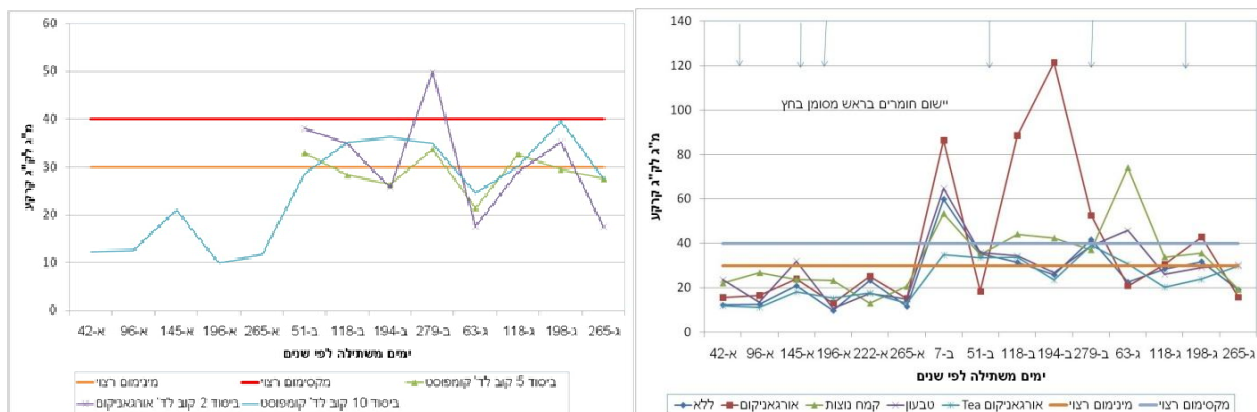 60
50
40
30
20
10
0
מ"ג לק"ג קרקע
א-42 א-96 א-145 א-196 א-265 ב-51 ב-118 ב-194 ב-279 ג-63 ג-118 ג-198 ג-265
ימים משתילה לפי שנים
מינימום רצוי מקסימום רצוי ביסוד 5 קוב לד' קומפוסט
ביסוד 2 קוב לד' אורגאניקום ביסוד 10 קוב לד' קומפוסט
140
120
100
80
60
40
20
0
מ"ג לק"ג קרקע
יישום חומרים בראש מסומן בחץ
א-42 א-96 א-145 א-196 א-222 א-265 ב-7 ב-51 ב-118 ב-194 ב-279 ג-63 ג-118 ג-198 ג-265
ימים משתילה לפי שנים
ללא אורגאניקום קמח נוצות טבעון אורגאניקום Tea מינימום רצוי מקסימום רצוי